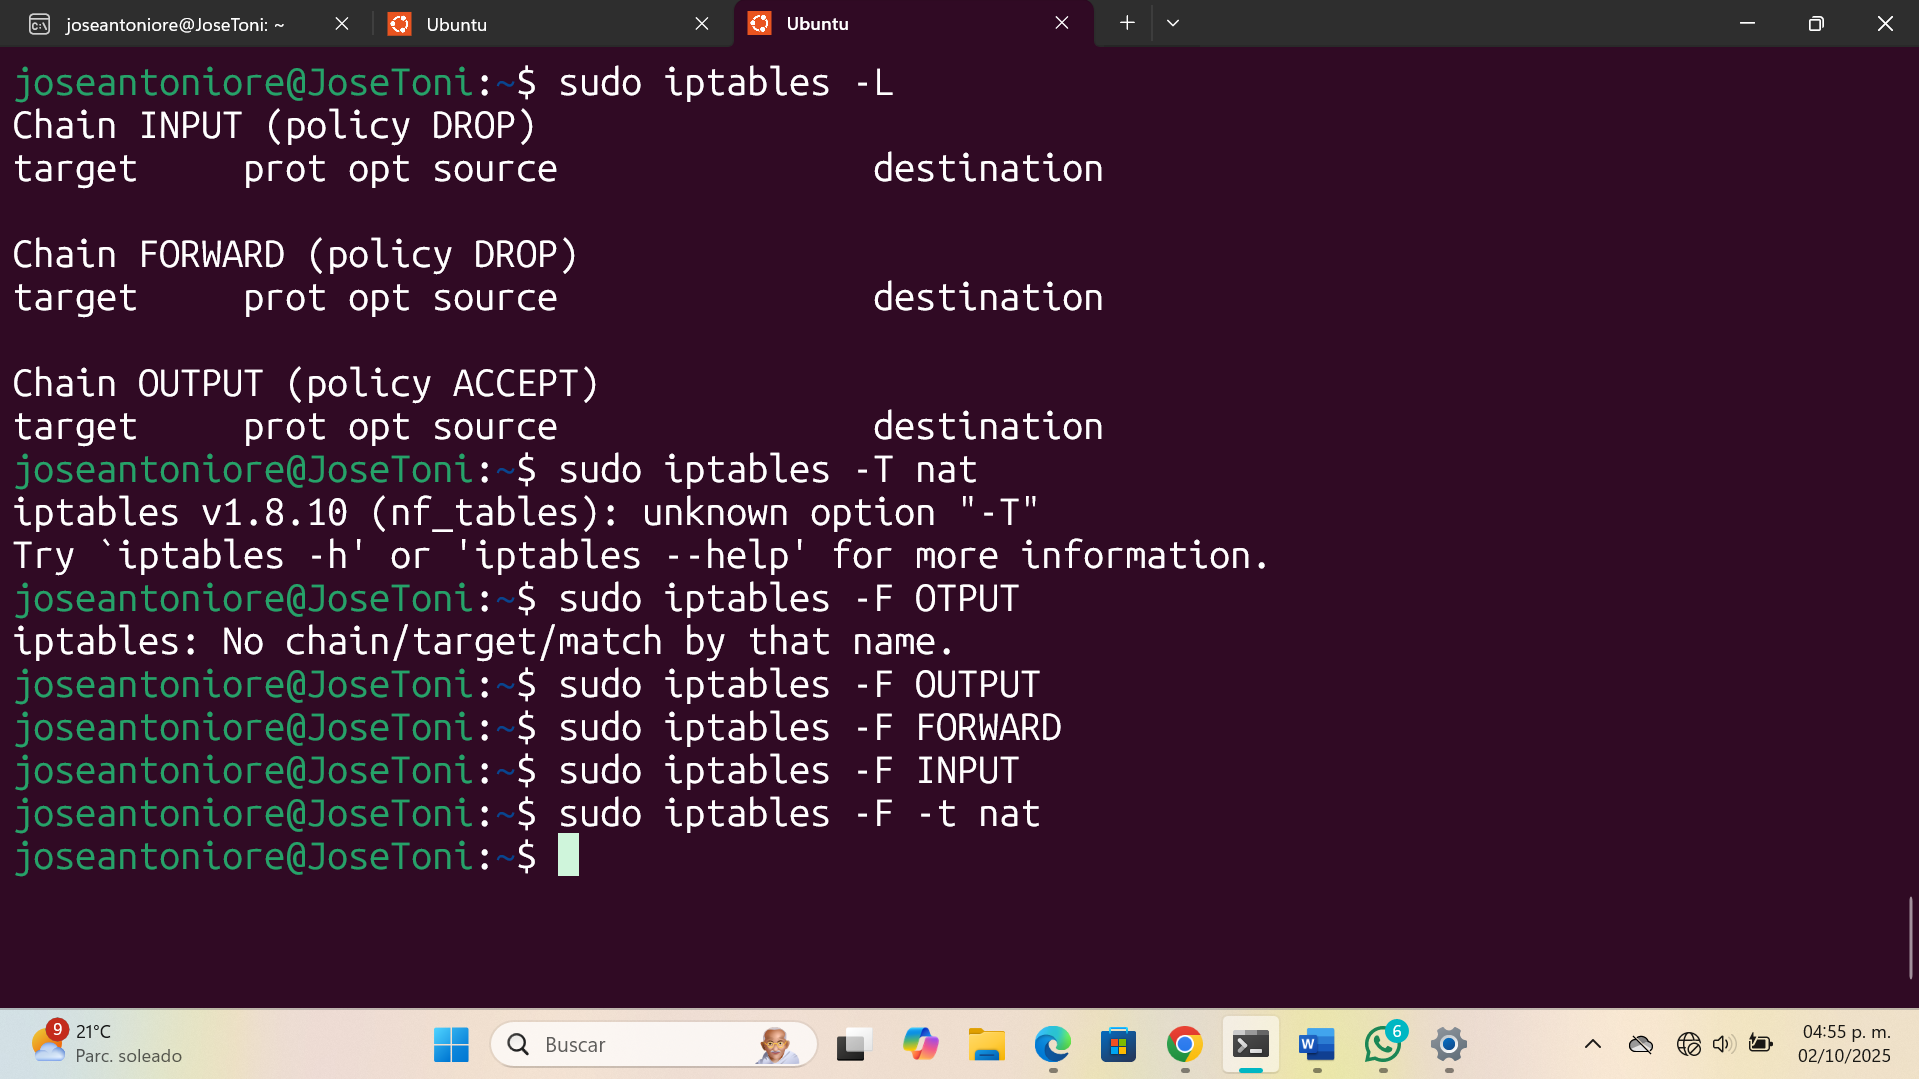 joseantoniore@JoseToni: ~
Ubuntu
Ubuntu
joseantoniore@JoseToni:~$ sudo iptables -L
Chain INPUT (policy DROP)
target     prot opt source               destination
Chain FORWARD (policy DROP)
target     prot opt source               destination
Chain OUTPUT (policy ACCEPT)
target     prot opt source               destination
joseantoniore@JoseToni:~$ sudo iptables -T nat
iptables v1.8.10 (nf_tables): unknown option "-T"
Try `iptables -h' or 'iptables --help' for more information.
joseantoniore@JoseToni:~$ sudo iptables -F OTPUT
iptables: No chain/target/match by that name.
joseantoniore@JoseToni:~$ sudo iptables -F OUTPUT
joseantoniore@JoseToni:~$ sudo iptables -F FORWARD
joseantoniore@JoseToni:~$ sudo iptables -F INPUT
joseantoniore@JoseToni:~$ sudo iptables -F -t nat
joseantoniore@JoseToni:~$
9
21°C
Parc. soleado
Buscar
W
6
04:55 p. m.
02/10/2025